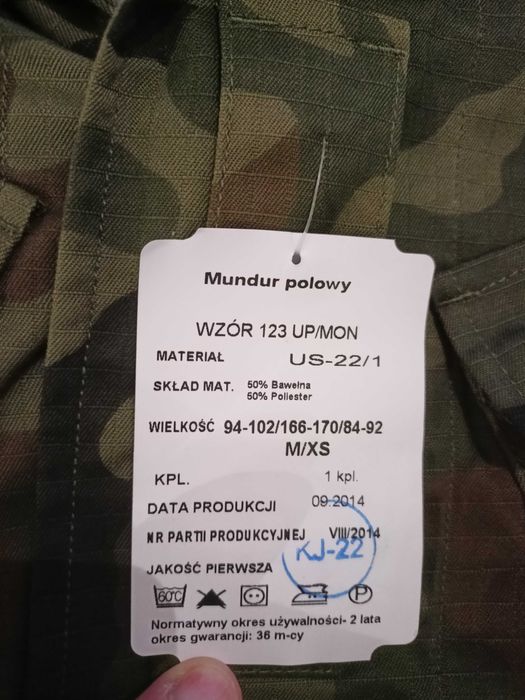 Mundur polowy
WZÓR 123 UP/MON
MATERIAŁ US-22/1
SKŁAD MAT. 50% Bawełna
50% Poliester
WIELKOŚĆ 94-102/166-170/84-92
M/XS
KPL. 1 kpl.
DATA PRODUKCJI 09.2014
NR PARTII PRODUKCYJNEJ VIII/2014
KJ-22
JAKOŚĆ PIERWSZA
60°C P
Normatywny okres używalności- 2 lata
okres gwarancji: 36 m-cy